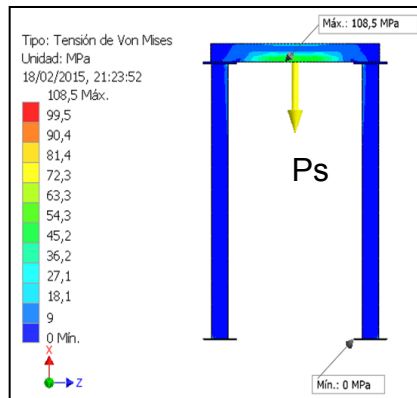 Máx.: 108,5 MPa
Tipo: Tensión de Von Mises
Unidad: MPa
18/02/2015, 21:23:52
108,5 Máx.
99,5
90,4
81,4
72,3
63,3
54,3
45,2
36,2
27,1
18,1
9
0 Mín.
Ps
X
Z
Mín.: 0 MPa